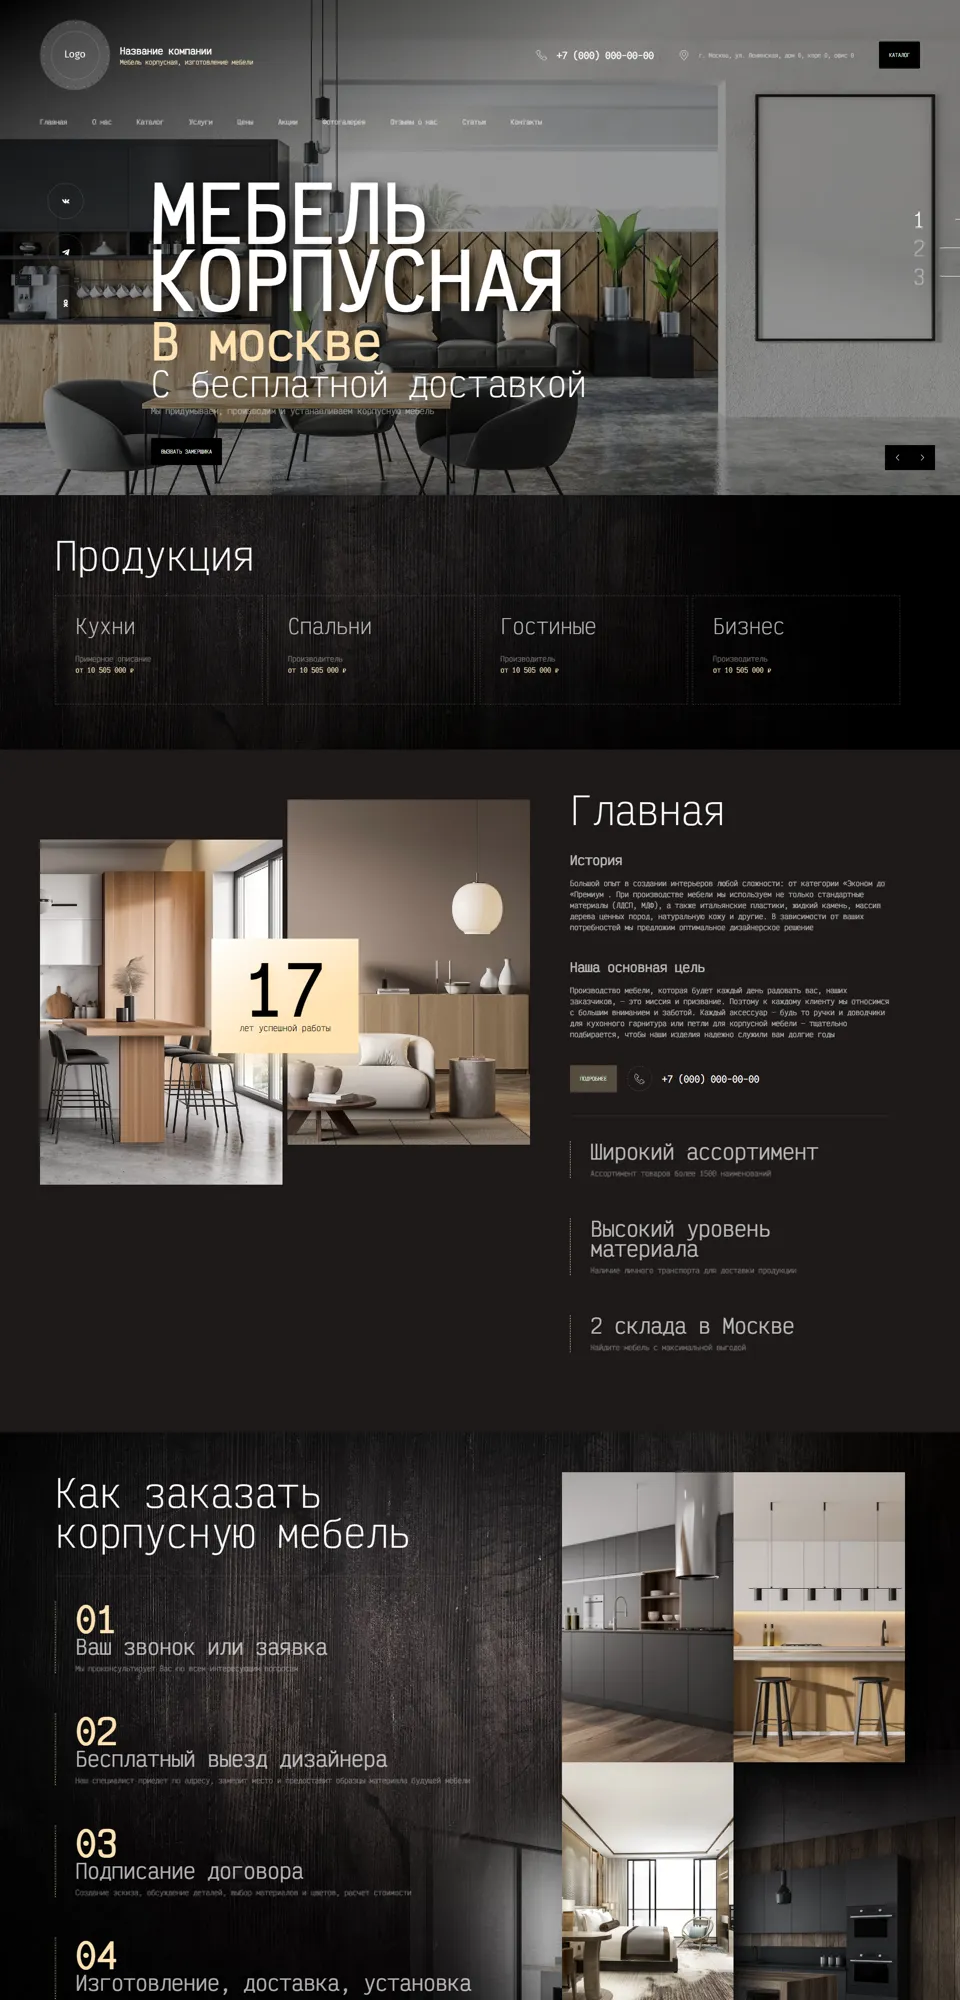 Logo
Название компании
Мебель корпусная, изготовление мебели
+7 (000) 000-00-00
г. Москва, ул. Ленинская, дом 0, корп 0, офис 0
КАТАЛОГ
Главная О нас Каталог Услуги Цены Акции Фотогалерея Отзывы о нас Статьи Контакты
МЕБЕЛЬ
КОРПУСНАЯ
В москве
С бесплатной доставкой
Мы придумываем, производим и устанавливаем корпусную мебель
ВЫЗВАТЬ ЗАМЕРЩИКА
1
2
3
Продукция
Кухни
Примерное описание
от 10 505 000 ₽
Спальни
Производитель
от 10 505 000 ₽
Гостиные
Производитель
от 10 505 000 ₽
Бизнес
Производитель
от 10 505 000 ₽
17
лет успешной работы
Главная
История
Большой опыт в создании интерьеров любой сложности: от категории «Эконом до
«Премиум . При производстве мебели мы используем не только стандартные
материалы (ЛДСП, МДФ), а также итальянские пластики, жидкий камень, массив
дерева ценных пород, натуральную кожу и другие. В зависимости от ваших
потребностей мы предложим оптимальное дизайнерское решение
Наша основная цель
Производство мебели, которая будет каждый день радовать вас, наших
заказчиков, – это миссия и призвание. Поэтому к каждому клиенту мы относимся
с большим вниманием и заботой. Каждый аксессуар – будь то ручки и доводчики
для кухонного гарнитура или петли для корпусной мебели – тщательно
подбирается, чтобы наши изделия надежно служили вам долгие годы
ПОДРОБНЕЕ
+7 (000) 000-00-00
Широкий ассортимент
Ассортимент товаров более 1500 наименований
Высокий уровень
материала
Наличие личного транспорта для доставки продукции
2 склада в Москве
Найдите мебель с максимальной выгодой
Как заказать
корпусную мебель
01
Ваш звонок или заявка
Мы проконсультирует Вас по всем интересующим вопросам
02
Бесплатный выезд дизайнера
Наш специалист приедет по адресу, замерит место и предоставит образцы материала будущей мебели
03
Подписание договора
Создание эскиза, обсуждение деталей, выбор материалов и цветов, расчет стоимости
04
Изготовление, доставка, установка